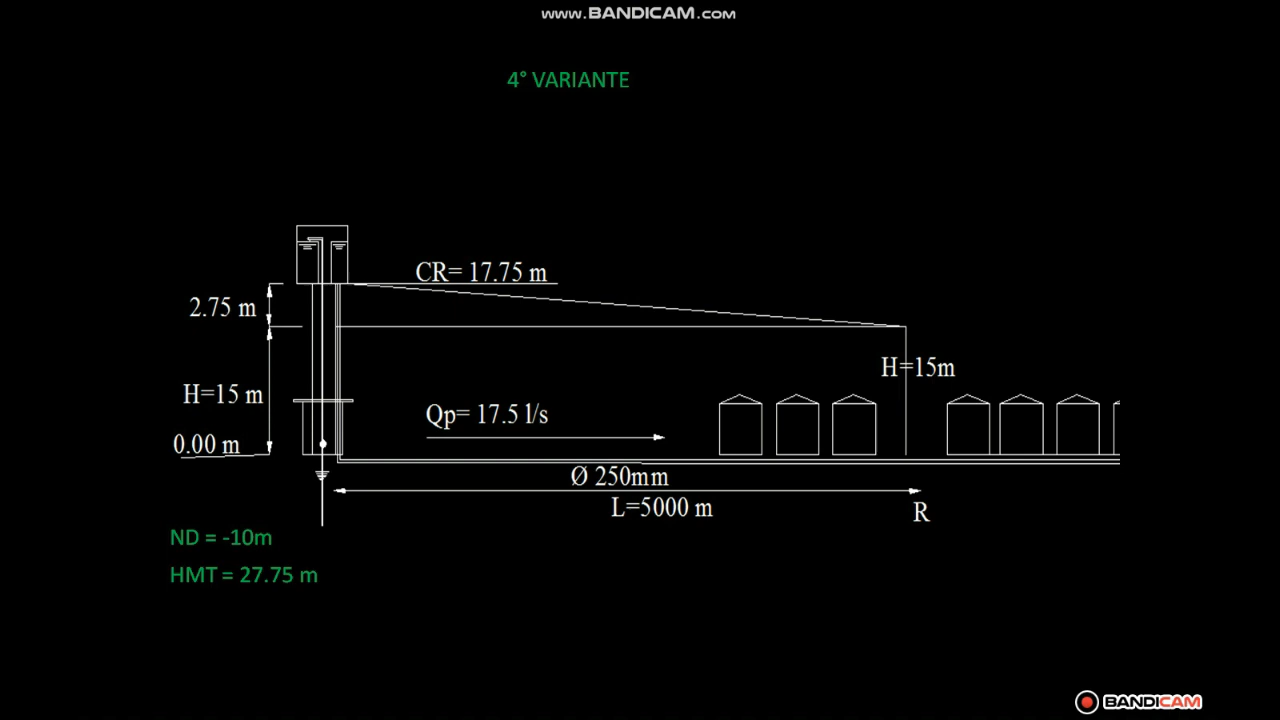 www.BANDICAM.com
4° VARIANTE
CR= 17.75 m
2.75 m
H=15m
H=15 m
Qp= 17.5 l/s
0.00 m
Ø 250mm
L=5000 m
R
ND = -10m
HMT = 27.75 m
BANDICAM